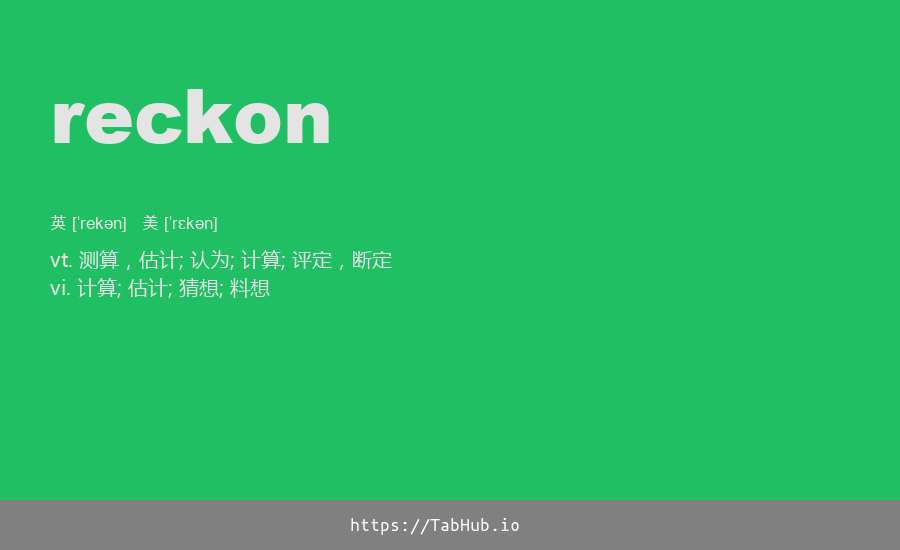 reckon
英 ['rekən] 美 ['rɛkən]
vt. 测算，估计; 认为; 计算; 评定，断定
vi. 计算; 估计; 猜想; 料想
https://TabHub.io